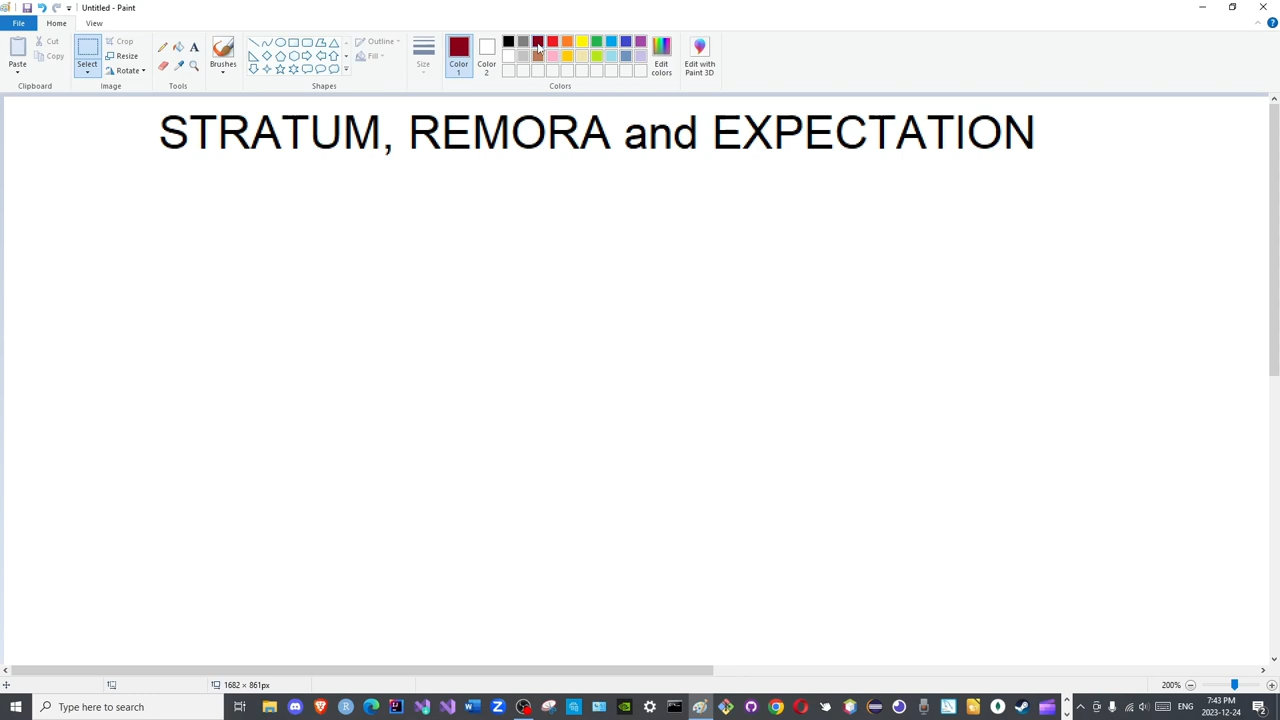 Untitled - Paint
File Home View
Paste
Cut
Copy
Clipboard
Select
Crop
Resize
Rotate
Image
Tools
Brushes
Shapes
Outline
Fill
Size
Color 1
Color 2
Colors
Edit colors
Edit with Paint 3D
STRATUM, REMORA and EXPECTATION
1682 × 861px
200%
Type here to search
ENG
7:43 PM
2023-12-24